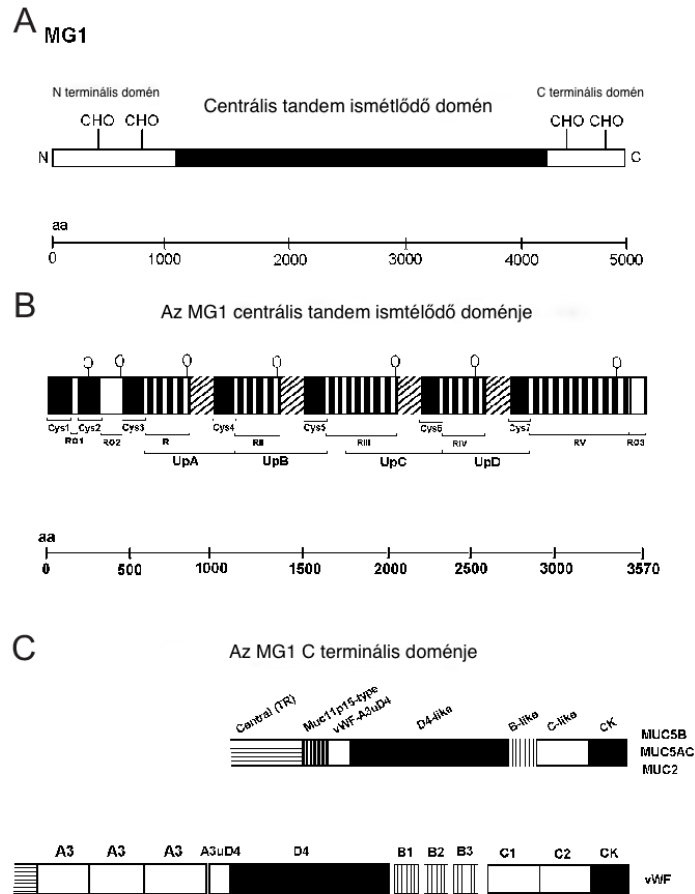 A
MG1
N terminális domén
Centrális tandem ismétlődő domén
C terminális domén
CHO CHO CHO CHO
N C
aa
0 1000 2000 3000 4000 5000
B
Az MG1 centrális tandem ismtélődő doménje
Cys1 Cys2 Cys3 Cys4 Cys5 Cys6 Cys7
RO1 RO2 R RII RIII RIV RV RO3
UpA UpB UpC UpD
aa
0 500 1000 1500 2000 2500 3000 3570
C
Az MG1 C terminális doménje
Central (TR) Muc11p15-type vWF-A3uD4 D4-like B-like C-like CK
MUC5B
MUC5AC
MUC2
A3 A3 A3 A3uD4 D4 B1 B2 B3 C1 C2 CK
vWF